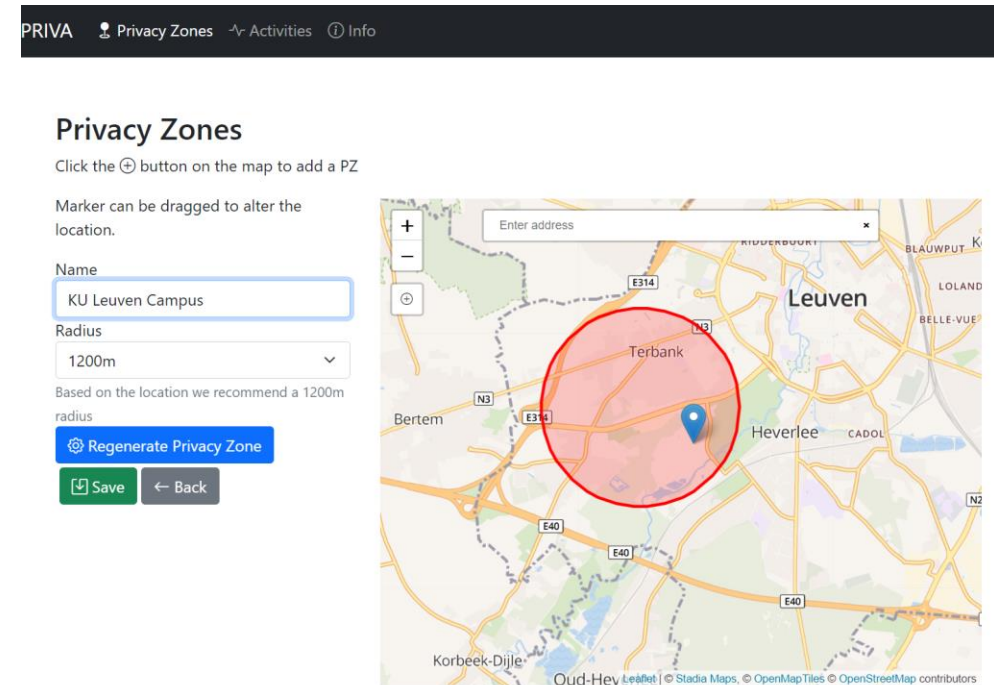 PRIVA Privacy Zones Activities Info
Privacy Zones
Click the ⊕ button on the map to add a PZ
Marker can be dragged to alter the
location.
Name
KU Leuven Campus
Radius
1200m
Based on the location we recommend a 1200m
radius
Regenerate Privacy Zone
Save ← Back
+
Enter address ×
−
BLAUWPUT
E314
LOLAND
Leuven
BELLE-VUE
N3
Terbank
N3
Bertem
E314
Heverlee
CADOL
N2
E40
E40
E40
Korbeek-Dijle
Oud-Hev
Leaflet | © Stadia Maps, © OpenMapTiles © OpenStreetMap contributors